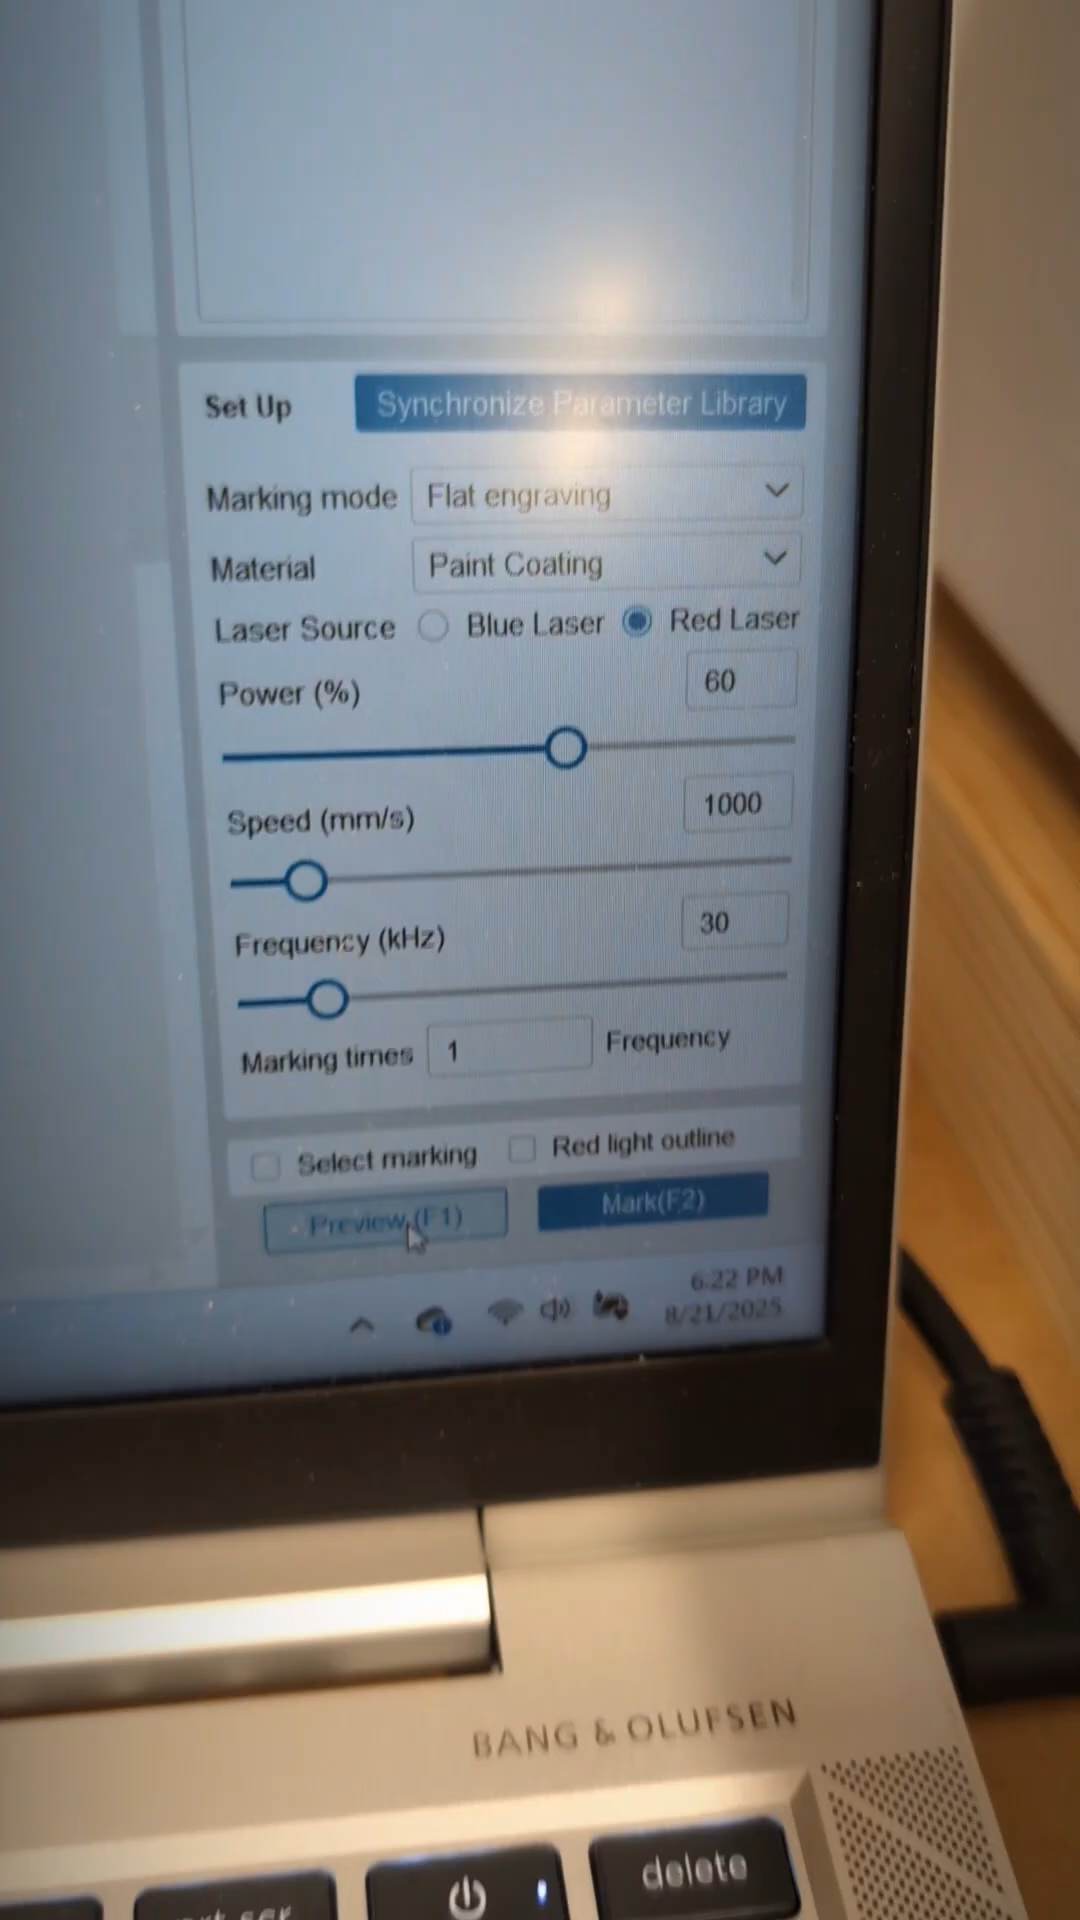 Set Up Synchronize Parameter Library
Marking mode Flat engraving
Material Paint Coating
Laser Source Blue Laser Red Laser
Power (%) 60
Speed (mm/s) 1000
Frequency (kHz) 30
Marking times 1 Frequency
Select marking Red light outline
Preview (F1) Mark(F2)
6:22 PM
8/21/2025
BANG & OLUFSEN
delete